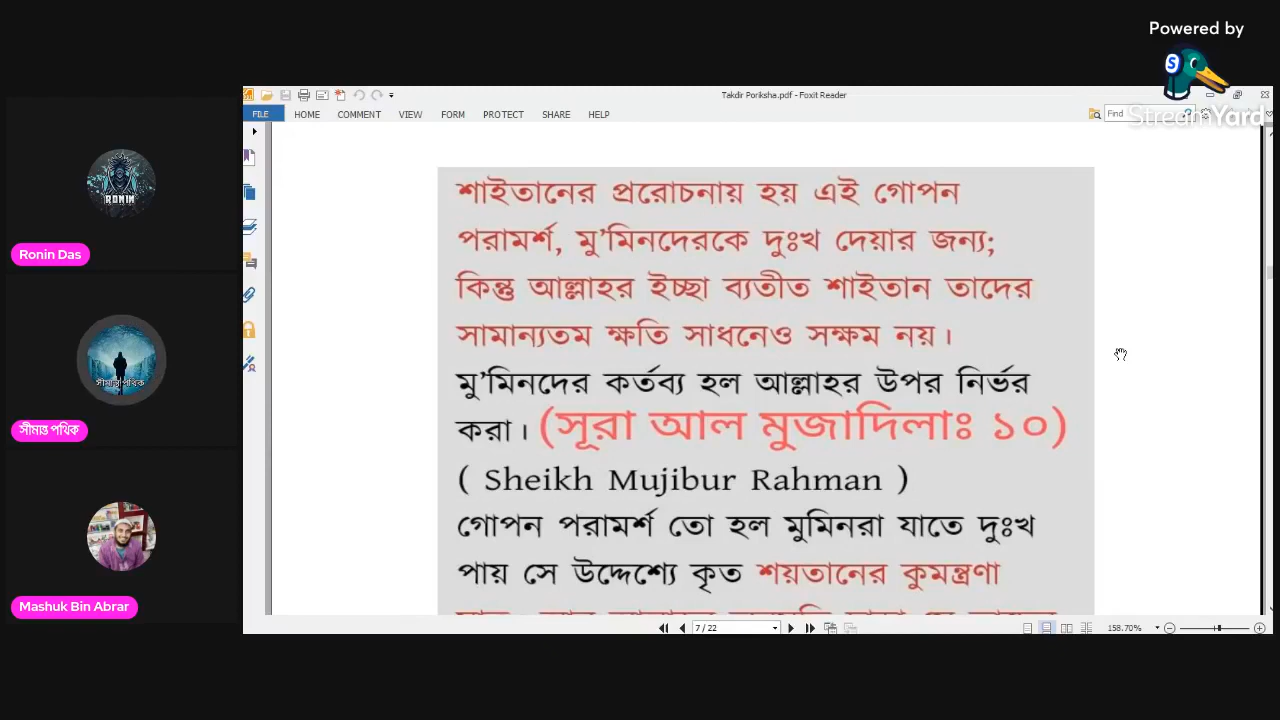 Powered by
StreamYard
Takdir Poriksha.pdf - Foxit Reader
FILE HOME COMMENT VIEW FORM PROTECT SHARE HELP
Find
শাইতানের প্ররোচনায় হয় এই গোপন
পরামর্শ, মু’মিনদেরকে দুঃখ দেয়ার জন্য;
কিন্তু আল্লাহর ইচ্ছা ব্যতীত শাইতান তাদের
সামান্যতম ক্ষতি সাধনেও সক্ষম নয়।
মু’মিনদের কর্তব্য হল আল্লাহর উপর নির্ভর
করা। (সূরা আল মুজাদিলাঃ ১০)
( Sheikh Mujibur Rahman )
গোপন পরামর্শ তো হল মুমিনরা যাতে দুঃখ
পায় সে উদ্দেশ্যে কৃত শয়তানের কুমন্ত্রণা
7 / 22
158.70%
RONIN
Ronin Das
সীমান্ত পথিক
সীমান্ত পথিক
Mashuk Bin Abrar